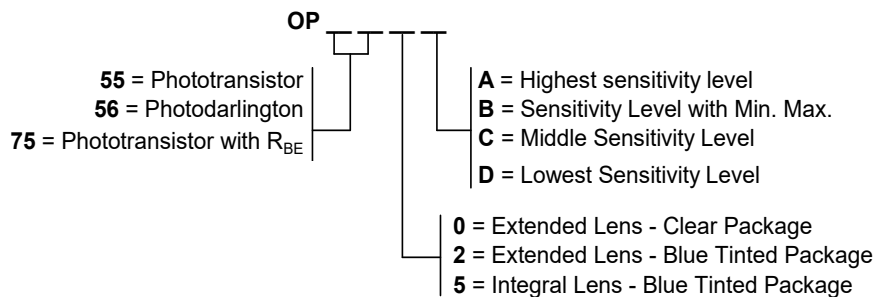 OP
55 = Phototransistor
56 = Photodarlington
75 = Phototransistor with RBE
A = Highest sensitivity level
B = Sensitivity Level with Min. Max.
C = Middle Sensitivity Level
D = Lowest Sensitivity Level
0 = Extended Lens - Clear Package
2 = Extended Lens - Blue Tinted Package
5 = Integral Lens - Blue Tinted Package